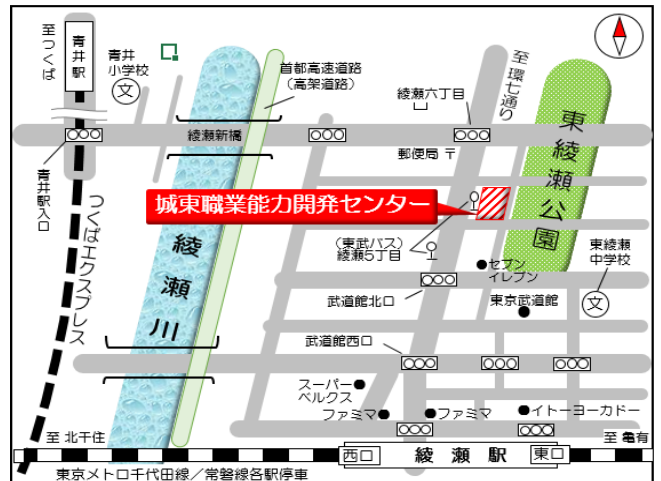 至つくば
青井駅
青井
小学校
文
首都高速道路
(高架道路)
至 環七通り
綾瀬六丁目
東綾瀬公園
綾瀬新橋
郵便局 〒
青井駅入口
つくばエクスプレス
城東職業能力開発センター
綾瀬川
(東武バス)
綾瀬5丁目
セブン
イレブン
東綾瀬
中学校
文
武道館北口
東京武道館
武道館西口
スーパー
ベルクス
ファミマ
ファミマ
イトーヨーカドー
至 北千住
至 亀有
西口
綾瀬駅
東口
東京メトロ千代田線/常磐線各駅停車